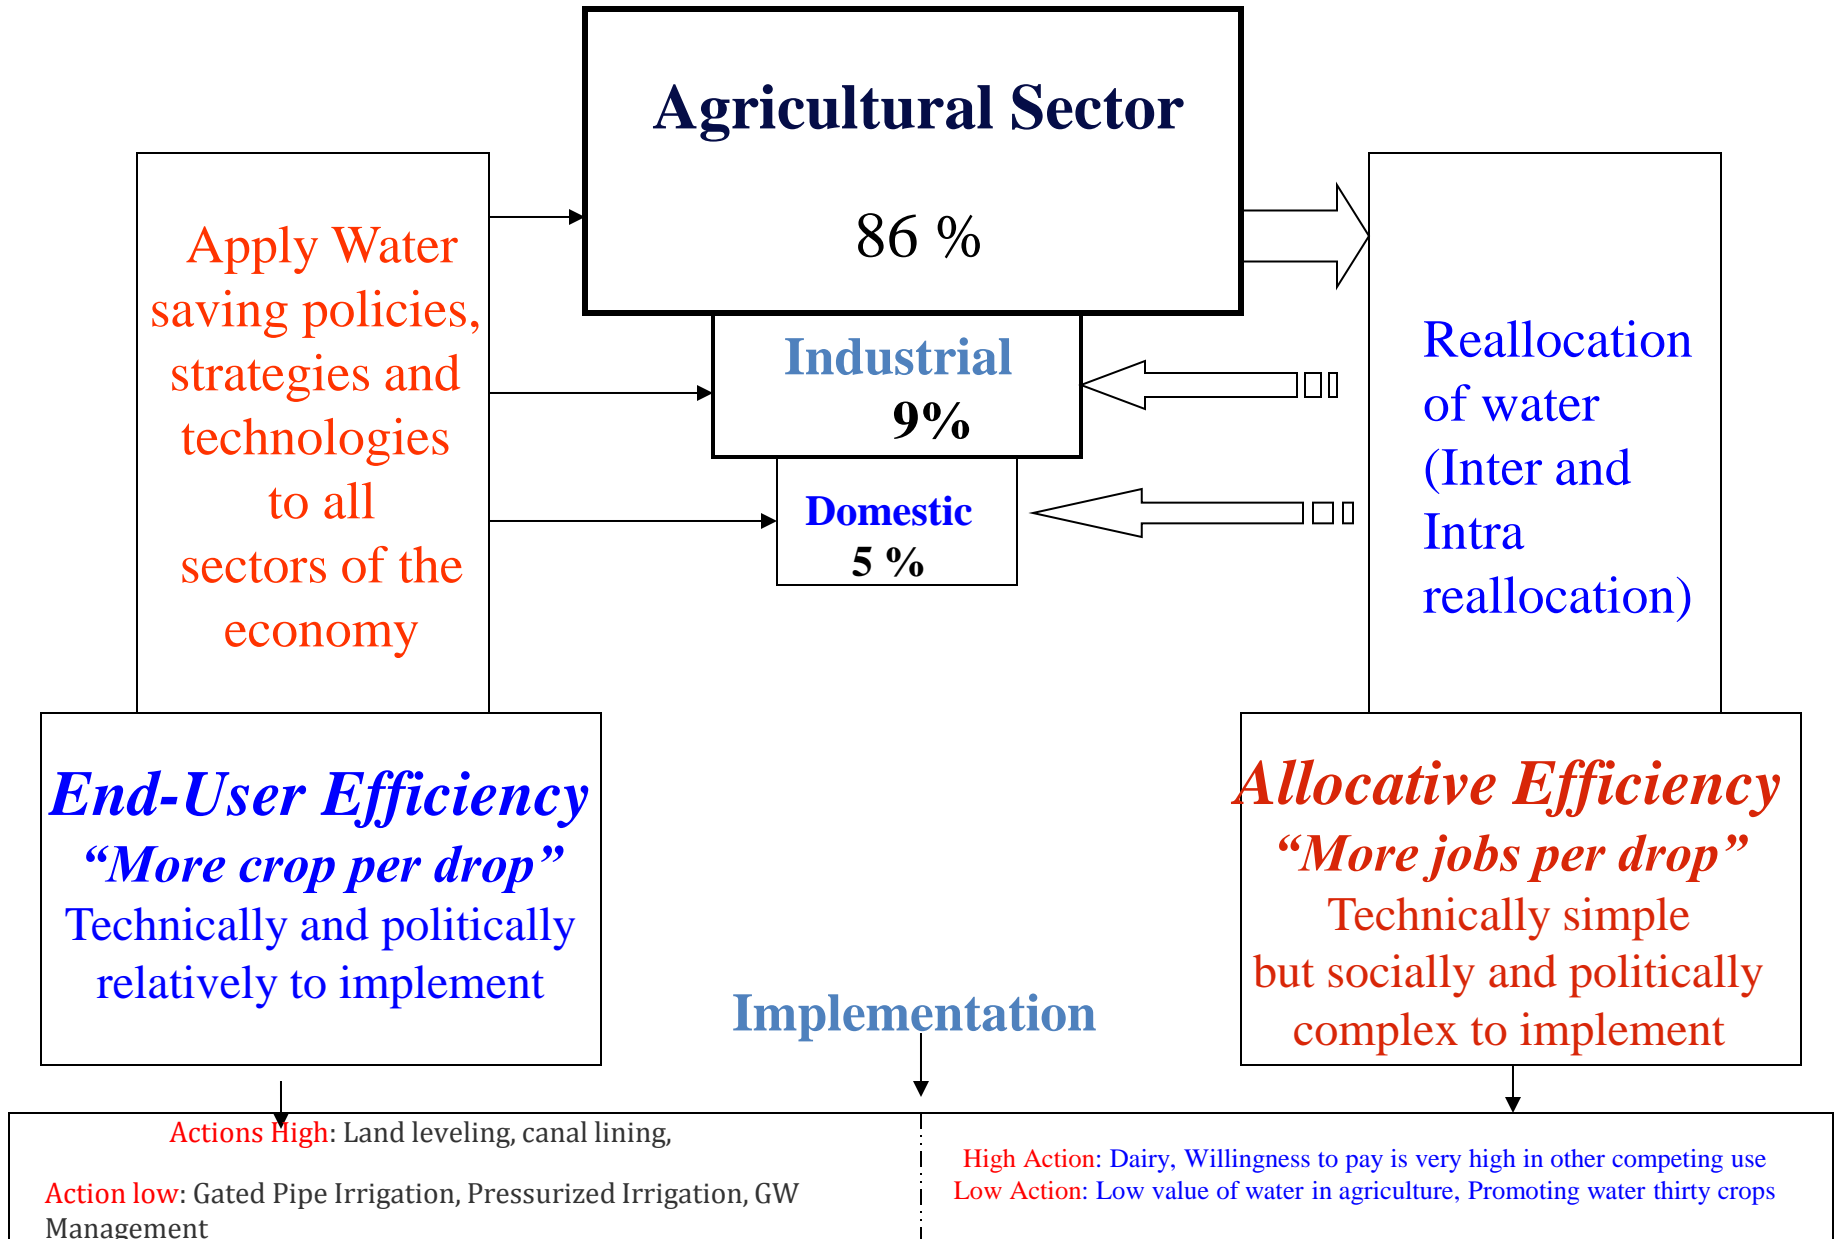 Agricultural Sector
86 %
Apply Water
saving policies,
strategies and
technologies
to all
sectors of the
economy
Industrial
9%
Domestic
5 %
Reallocation
of water
(Inter and
Intra
reallocation)
End-User Efficiency
“More crop per drop”
Technically and politically
relatively to implement
Allocative Efficiency
“More jobs per drop”
Technically simple
but socially and politically
complex to implement
Implementation
Actions High: Land leveling, canal lining,
Action low: Gated Pipe Irrigation, Pressurized Irrigation, GW
Management
High Action: Dairy, Willingness to pay is very high in other competing use
Low Action: Low value of water in agriculture, Promoting water thirty crops